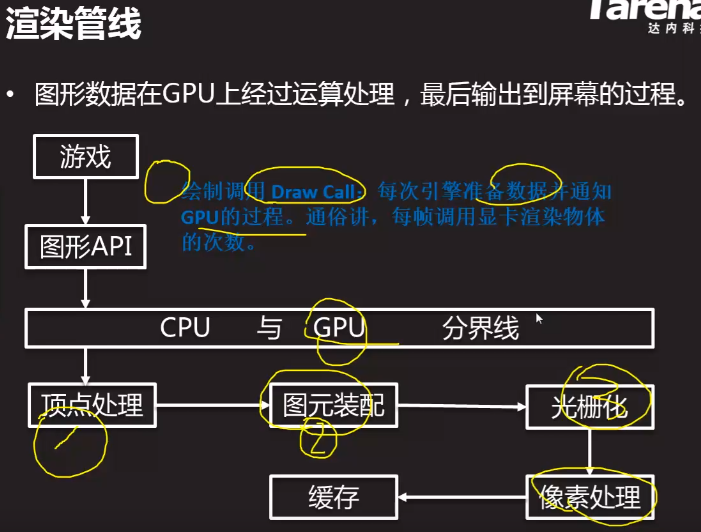 渲染管线
Tarena
达内科技
• 图形数据在GPU上经过运算处理，最后输出到屏幕的过程。
游戏
绘制调用 Draw Call：每次引擎准备数据并通知
GPU的过程。通俗讲，每帧调用显卡渲染物体
的次数。
图形API
CPU 与 GPU 分界线
顶点处理
图元装配
光栅化
1
2
3
缓存
像素处理